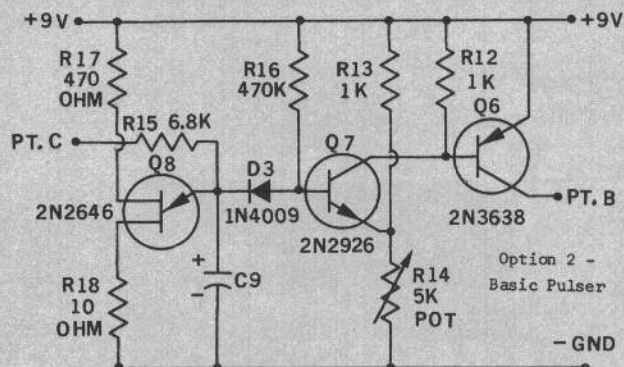 +9V
+9V
R17
470
OHM
R16
470K
R13
1K
R12
1K
Q6
R15 6.8K
PT. C
Q8
D3
Q7
2N2646
1N4009
2N2926
2N3638
PT. B
R18
10
OHM
+
-
C9
R14
5K
POT
Option 2 -
Basic Pulser
- GND